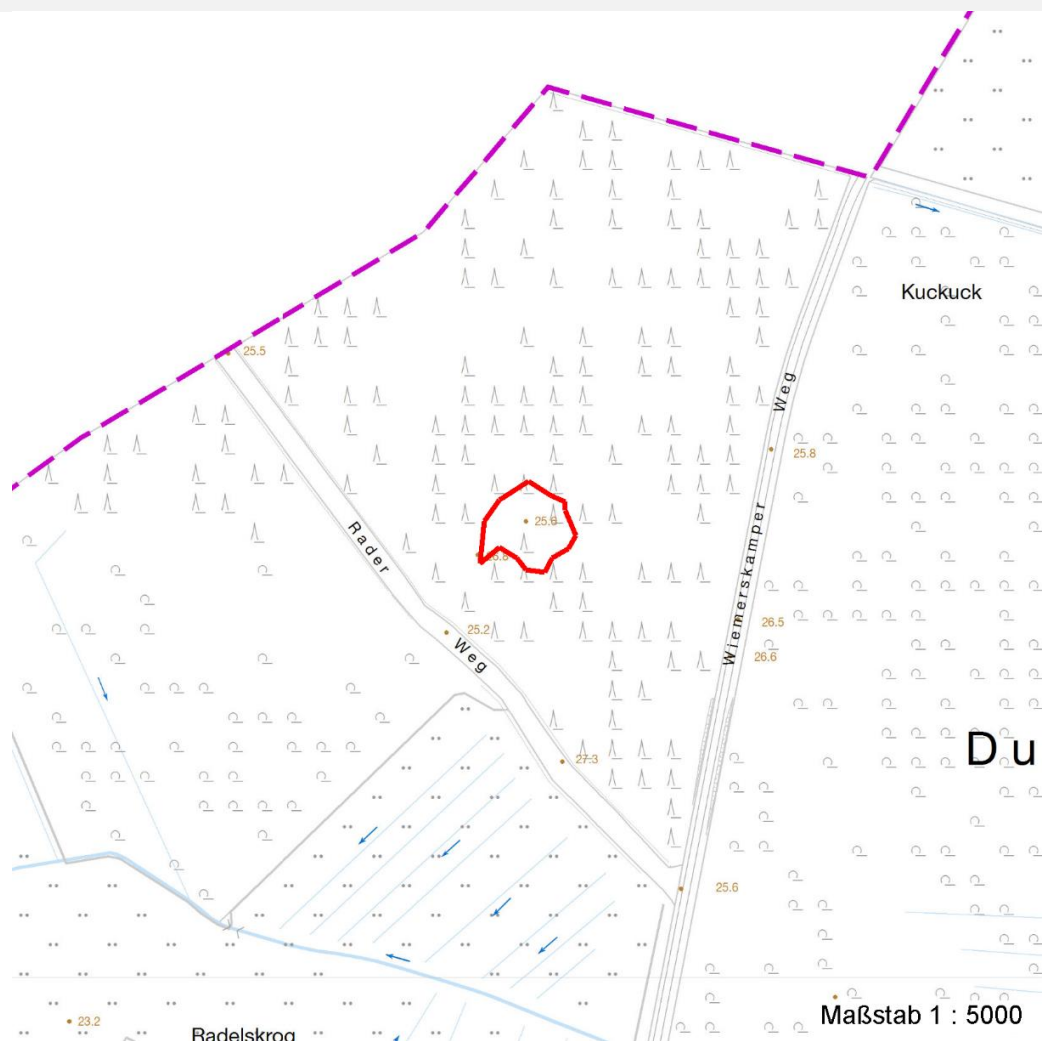 Kuckuck
25.5
Weg
25.8
25.6
Rader
Wiemerskamper
26.5
25.2
26.6
Weg
27.3
Du
25.6
Maßstab 1 : 5000
23.2
Radelskrog